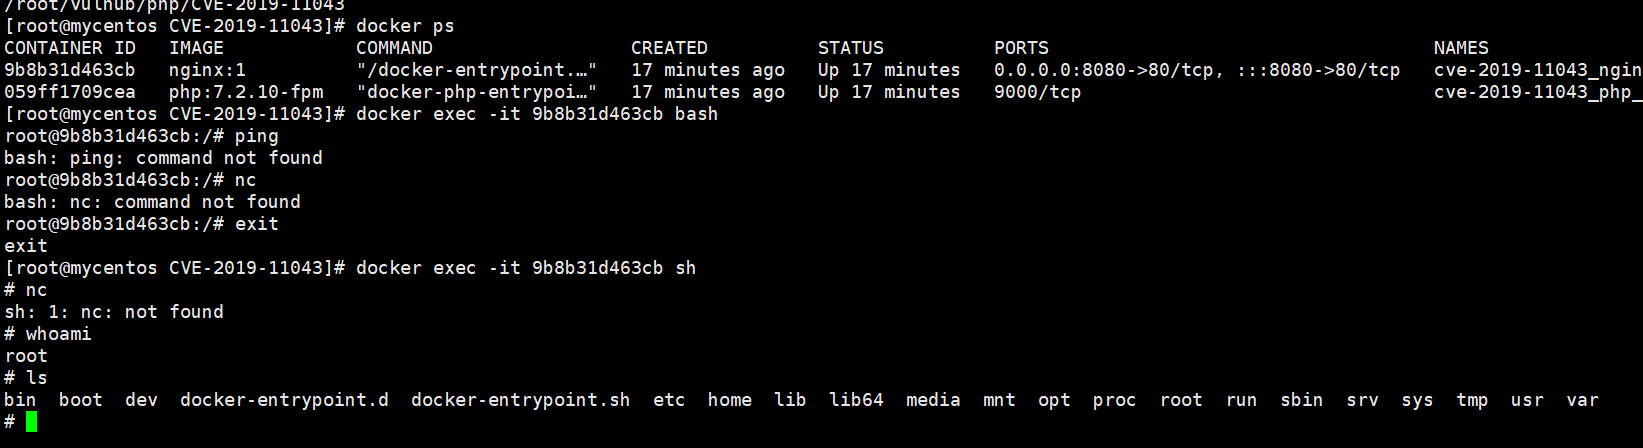 /root/vulhub/php/CVE-2019-11043
[root@mycentos CVE-2019-11043]# docker ps
CONTAINER ID   IMAGE            COMMAND                  CREATED          STATUS          PORTS                                   NAMES
9b8b31d463cb   nginx:1          "/docker-entrypoint.…"   17 minutes ago   Up 17 minutes   0.0.0.0:8080->80/tcp, :::8080->80/tcp   cve-2019-11043_ngin
059ff1709cea   php:7.2.10-fpm   "docker-php-entrypoi…"   17 minutes ago   Up 17 minutes   9000/tcp                                cve-2019-11043_php_
[root@mycentos CVE-2019-11043]# docker exec -it 9b8b31d463cb bash
root@9b8b31d463cb:/# ping
bash: ping: command not found
root@9b8b31d463cb:/# nc
bash: nc: command not found
root@9b8b31d463cb:/# exit
exit
[root@mycentos CVE-2019-11043]# docker exec -it 9b8b31d463cb sh
# nc
sh: 1: nc: not found
# whoami
root
# ls
bin  boot  dev  docker-entrypoint.d  docker-entrypoint.sh  etc  home  lib  lib64  media  mnt  opt  proc  root  run  sbin  srv  sys  tmp  usr  var
#